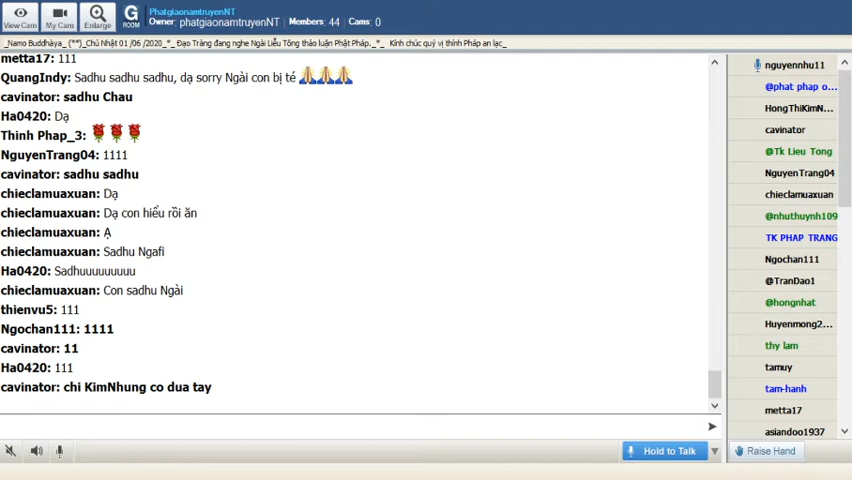 View Cam
My Cam
Enlarge
G
ROOM
PhatgiaonamtruyenNT
Owner: phatgiaonamtruyenNT Members: 44 Cams: 0
_Namo Buddhàya_ (**)_Chủ Nhật 01 /06 /2020_*_ Đạo Tràng đang nghe Ngài Liễu Tông thảo luận Phật Pháp._*_ Kính chúc quý vị thính Pháp an lạc_
metta17: 111
QuangIndy: Sadhu sadhu sadhu, dạ sorry Ngài con bị té
cavinator: sadhu Chau
Ha0420: Dạ
Thinh Phap_3:
NguyenTrang04: 1111
cavinator: sadhu sadhu
chieclamuaxuan: Dạ
chieclamuaxuan: Dạ con hiểu rồi ăn
chieclamuaxuan: Ạ
chieclamuaxuan: Sadhu Ngafi
Ha0420: Sadhuuuuuuuuu
chieclamuaxuan: Con sadhu Ngài
thienvu5: 111
Ngochan111: 1111
cavinator: 11
Ha0420: 111
cavinator: chi KimNhung co dua tay
Hold to Talk
nguyennhu11
@phat phap o...
HongThiKimN...
cavinator
@Tk Lieu Tong
NguyenTrang04
chieclamuaxuan
@nhuthuynh109
TK PHAP TRANG
Ngochan111
@TranDao1
@hongnhat
Huyenmong2...
thy lam
tamuy
tam-hanh
metta17
asiandoo1937
Raise Hand